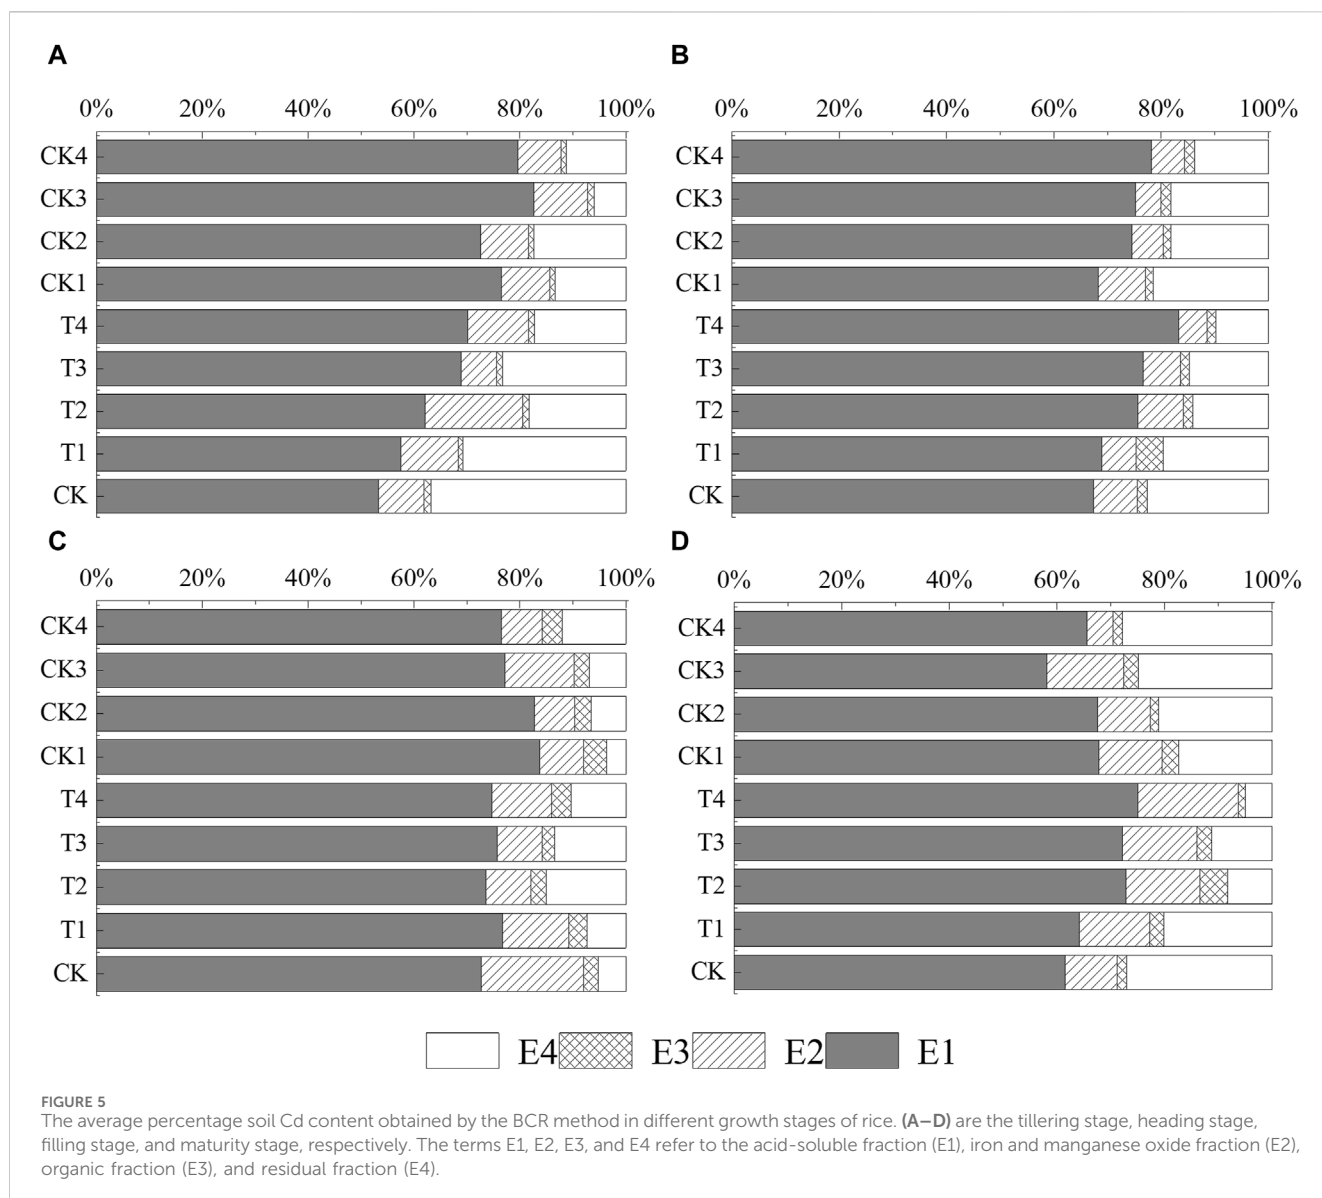 A
B
0% 20% 40% 60% 80% 100%
0% 20% 40% 60% 80% 100%
CK4
CK3
CK2
CK1
T4
T3
T2
T1
CK
CK4
CK3
CK2
CK1
T4
T3
T2
T1
CK
C
D
0% 20% 40% 60% 80% 100%
0% 20% 40% 60% 80% 100%
CK4
CK3
CK2
CK1
T4
T3
T2
T1
CK
CK4
CK3
CK2
CK1
T4
T3
T2
T1
CK
E4 E3 E2 E1
FIGURE 5
The average percentage soil Cd content obtained by the BCR method in different growth stages of rice. (A–D) are the tillering stage, heading stage,
filling stage, and maturity stage, respectively. The terms E1, E2, E3, and E4 refer to the acid-soluble fraction (E1), iron and manganese oxide fraction (E2),
organic fraction (E3), and residual fraction (E4).